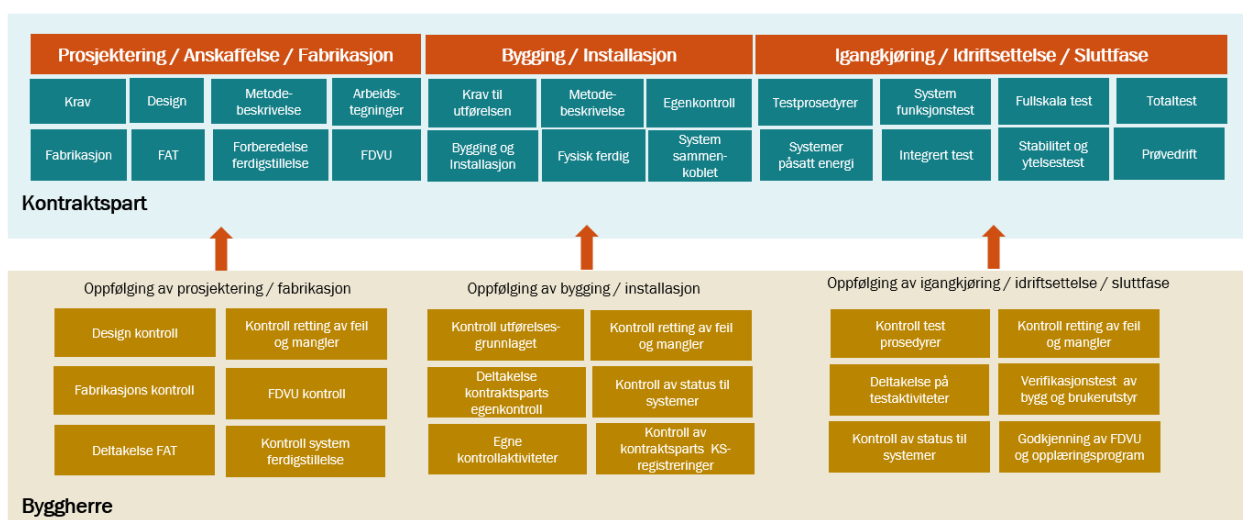 Prosjektering / Anskaffelse / Fabrikasjon
Bygging / Installasjon
Igangkjøring / Idriftsettelse / Sluttfase
Krav
Design
Metode-
beskrivelse
Arbeids-
tegninger
Krav til
utførelsen
Metode-
beskrivelse
Egenkontroll
Testprosedyrer
System
funksjonstest
Fullskala test
Totaltest
Fabrikasjon
FAT
Forberedelse
ferdigstillelse
FDVU
Bygging og
Installasjon
Fysisk ferdig
System
sammen-
koblet
Systemer
påsatt energi
Integrert test
Stabilitet og
ytelsestest
Prøvedrift
Kontraktspart
Oppfølging av prosjektering / fabrikasjon
Oppfølging av bygging / installasjon
Oppfølging av igangkjøring / idriftsettelse / sluttfase
Design kontroll
Kontroll retting av feil
og mangler
Kontroll utførelses-
grunnlaget
Kontroll retting av feil
og mangler
Kontroll test
prosedyrer
Kontroll retting av feil
og mangler
Fabrikasjons kontroll
FDVU kontroll
Deltakelse
kontraktsparts
egenkontroll
Kontroll av status til
systemer
Deltakelse på
testaktiviteter
Verifikasjonstest av
bygg og brukerutstyr
Deltakelse FAT
Kontroll system
ferdigstillelse
Egne
kontrollaktiviteter
Kontroll av
kontraktsparts KS-
registreringer
Kontroll av status til
systemer
Godkjenning av FDVU
og opplæringsprogram
Byggherre